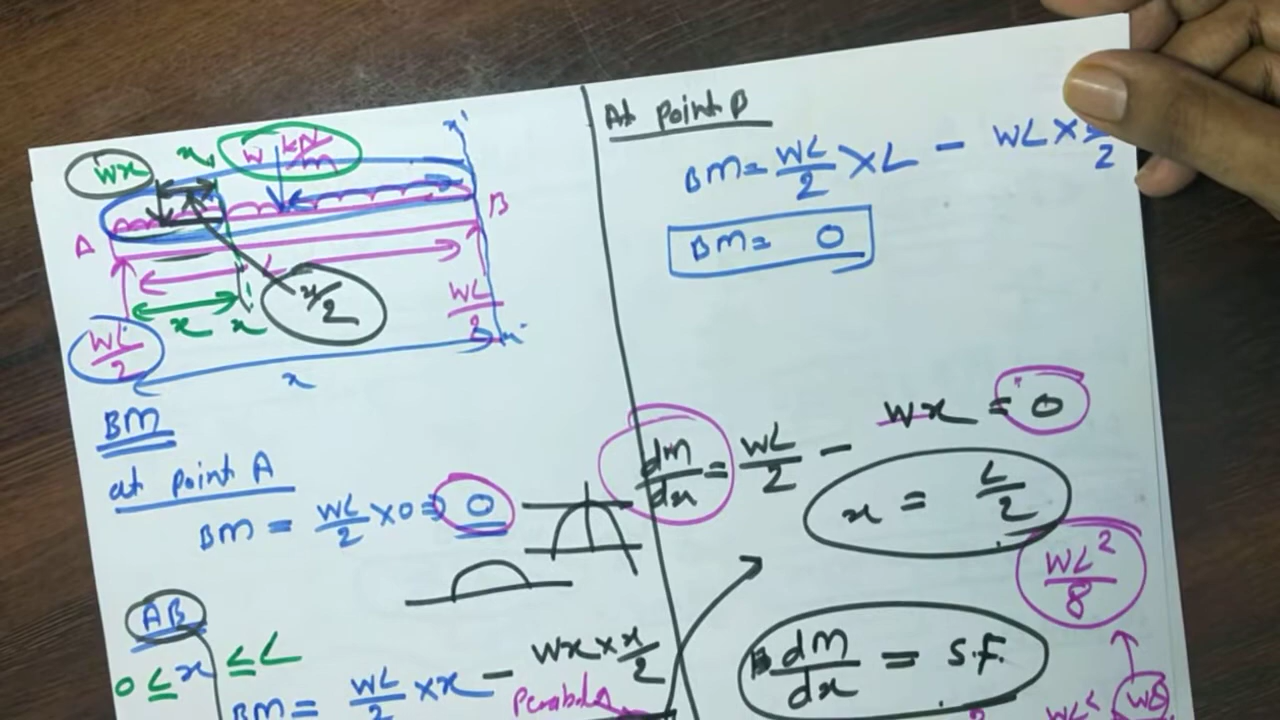 wx
x
w kN/m
x'
A
B
L
x
x
x/2
WL/2
WL/2
x'
x
BM
at point A
BM = WL/2 × 0 = 0
AB
0 ≤ x ≤ L
BM = WL/2 × x - wx × x/2
Parabola
At point B
BM = WL/2 × L - WL × L/2
BM = 0
dm/dx = WL/2 - wx = 0
x = L/2
WL²/8
dm/dx = S.F.